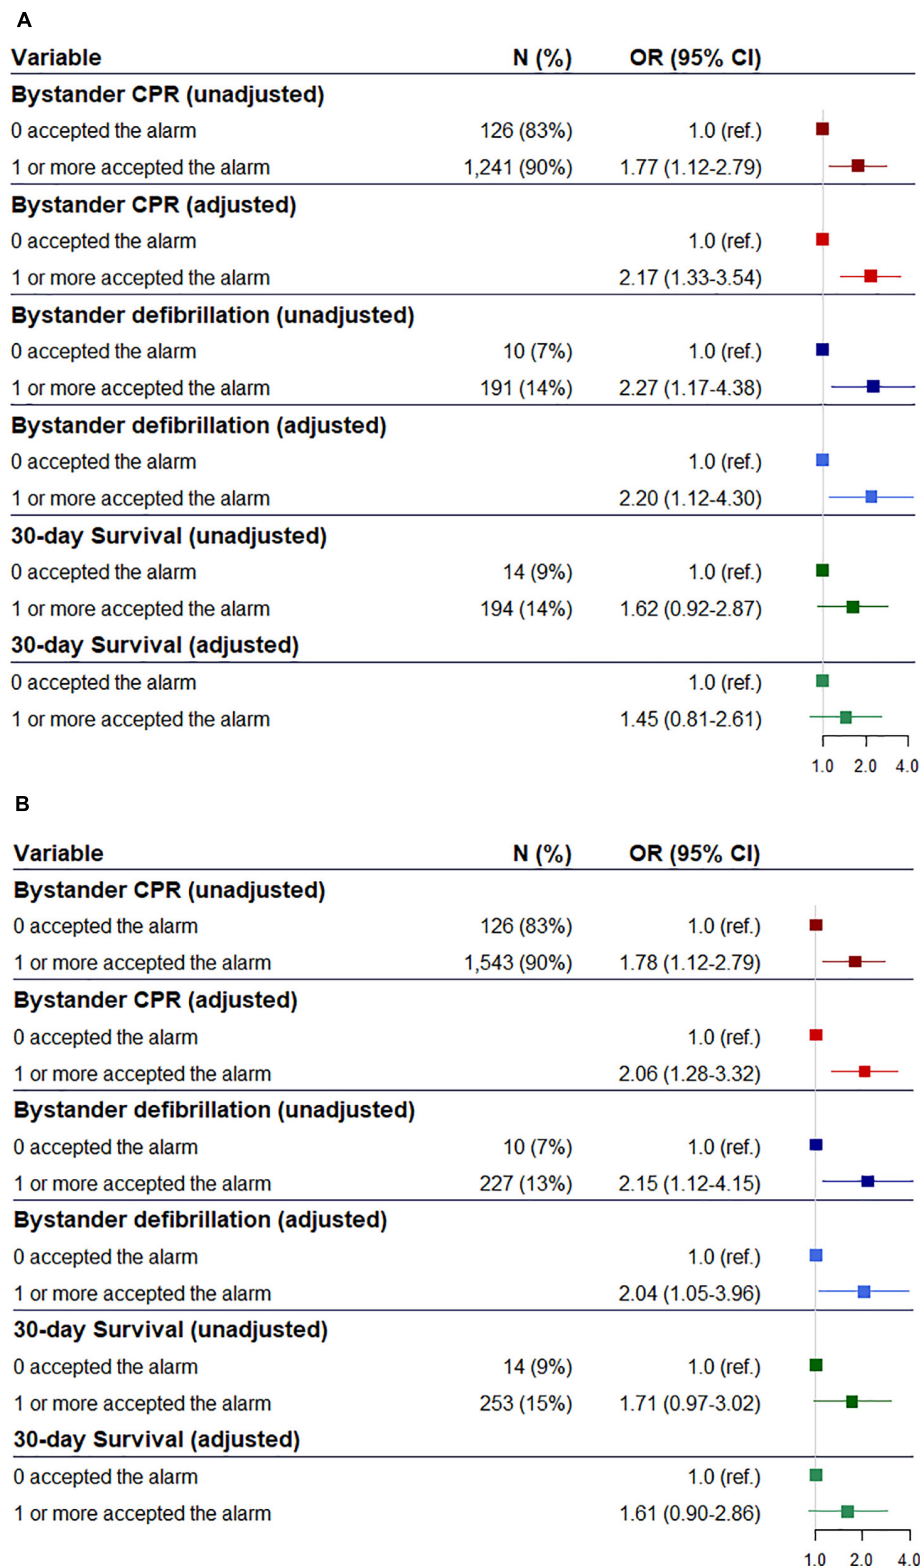 A
Variable N (%) OR (95% CI)
Bystander CPR (unadjusted)
0 accepted the alarm 126 (83%) 1.0 (ref.)
1 or more accepted the alarm 1,241 (90%) 1.77 (1.12-2.79)
Bystander CPR (adjusted)
0 accepted the alarm 1.0 (ref.)
1 or more accepted the alarm 2.17 (1.33-3.54)
Bystander defibrillation (unadjusted)
0 accepted the alarm 10 (7%) 1.0 (ref.)
1 or more accepted the alarm 191 (14%) 2.27 (1.17-4.38)
Bystander defibrillation (adjusted)
0 accepted the alarm 1.0 (ref.)
1 or more accepted the alarm 2.20 (1.12-4.30)
30-day Survival (unadjusted)
0 accepted the alarm 14 (9%) 1.0 (ref.)
1 or more accepted the alarm 194 (14%) 1.62 (0.92-2.87)
30-day Survival (adjusted)
0 accepted the alarm 1.0 (ref.)
1 or more accepted the alarm 1.45 (0.81-2.61)
1.0 2.0 4.0
B
Variable N (%) OR (95% CI)
Bystander CPR (unadjusted)
0 accepted the alarm 126 (83%) 1.0 (ref.)
1 or more accepted the alarm 1,543 (90%) 1.78 (1.12-2.79)
Bystander CPR (adjusted)
0 accepted the alarm 1.0 (ref.)
1 or more accepted the alarm 2.06 (1.28-3.32)
Bystander defibrillation (unadjusted)
0 accepted the alarm 10 (7%) 1.0 (ref.)
1 or more accepted the alarm 227 (13%) 2.15 (1.12-4.15)
Bystander defibrillation (adjusted)
0 accepted the alarm 1.0 (ref.)
1 or more accepted the alarm 2.04 (1.05-3.96)
30-day Survival (unadjusted)
0 accepted the alarm 14 (9%) 1.0 (ref.)
1 or more accepted the alarm 253 (15%) 1.71 (0.97-3.02)
30-day Survival (adjusted)
0 accepted the alarm 1.0 (ref.)
1 or more accepted the alarm 1.61 (0.90-2.86)
1.0 2.0 4.0